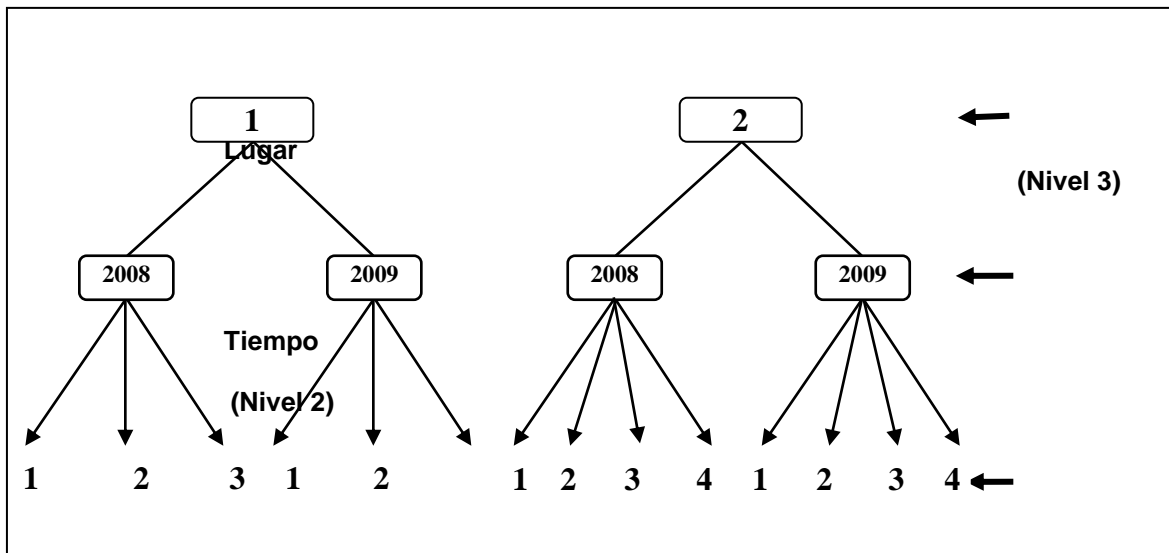 1 2
Lugar
(Nivel 3)
2008 2009 2008 2009
Tiempo
(Nivel 2)
1 2 3 1 2 1 2 3 4 1 2 3 4